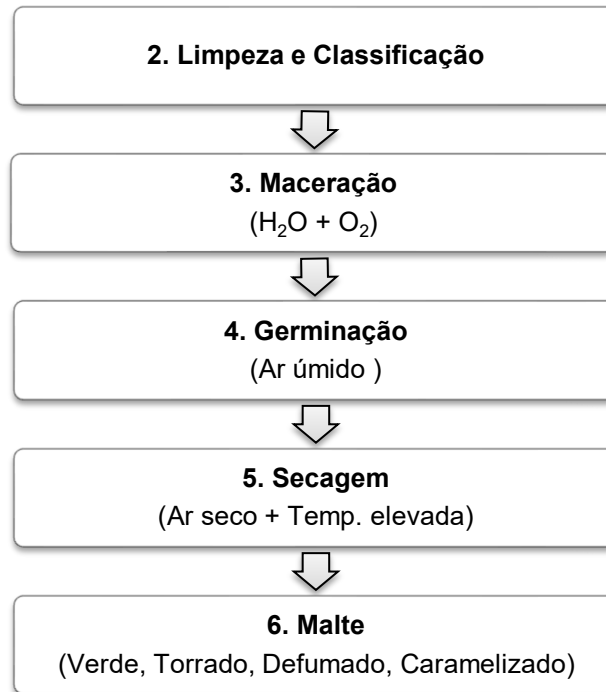 2. Limpeza e Classificação
3. Maceração
(H₂O + O₂)
4. Germinação
(Ar úmido )
5. Secagem
(Ar seco + Temp. elevada)
6. Malte
(Verde, Torrado, Defumado, Caramelizado)